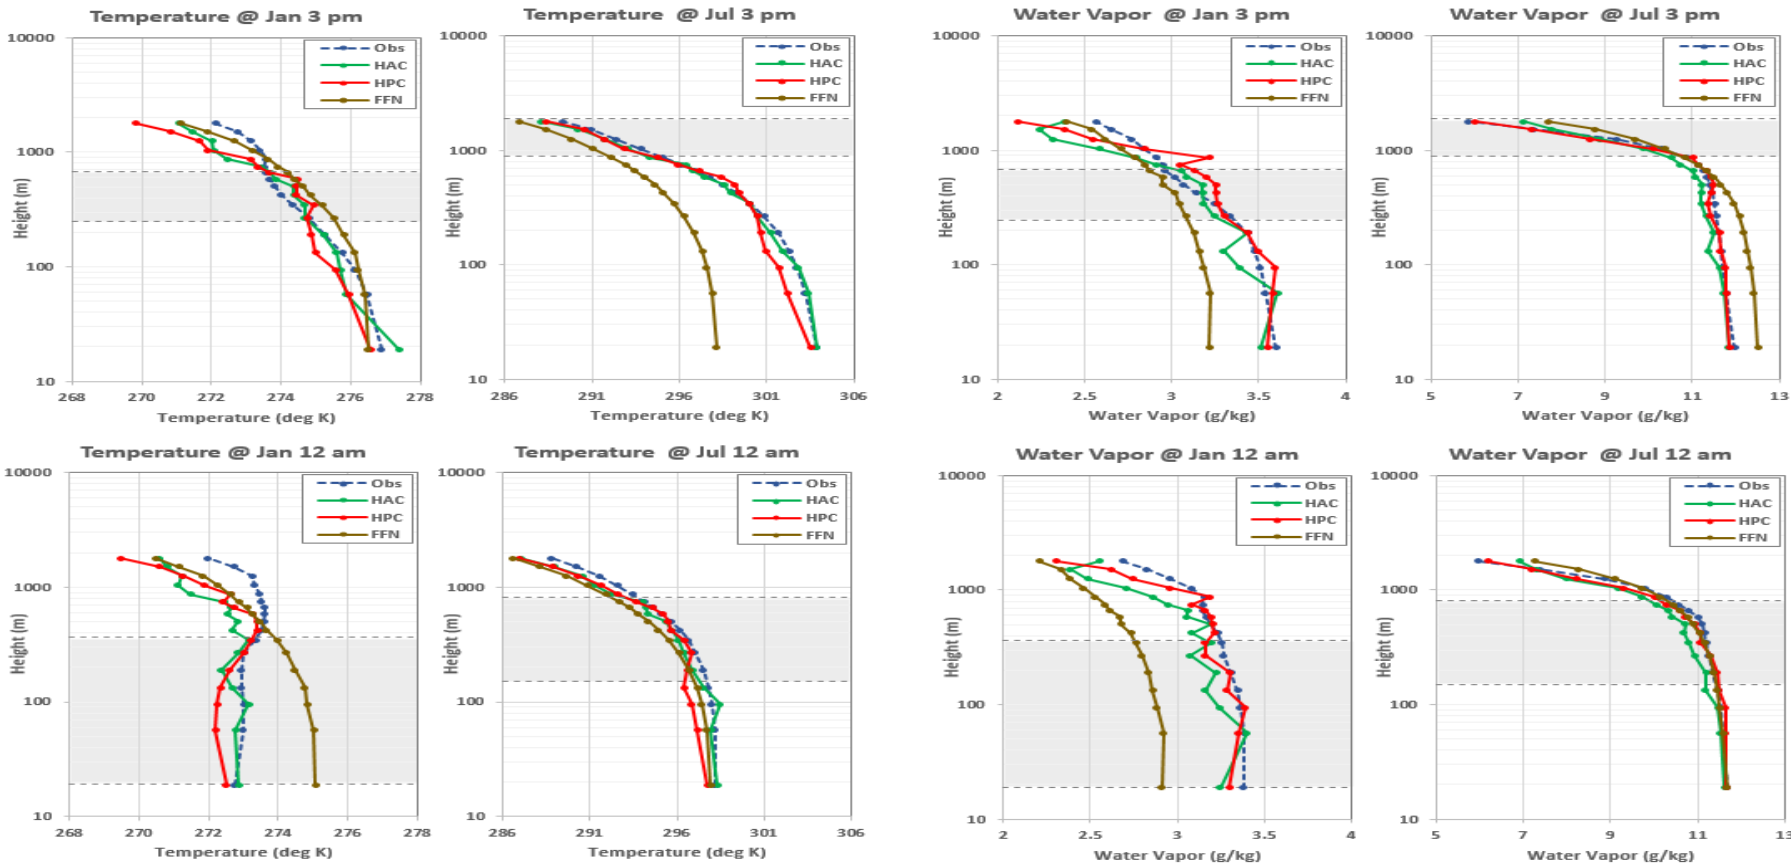 Temperature @ Jan 3 pm
10000
1000
100
10
Height (m)
Obs
HAC
HPC
FFN
268 270 272 274 276 278
Temperature (deg K)
Temperature @ Jul 3 pm
10000
1000
100
10
Height (m)
Obs
HAC
HPC
FFN
286 291 296 301 306
Temperature (deg K)
Water Vapor @ Jan 3 pm
10000
1000
100
10
Height (m)
Obs
HAC
HPC
FFN
2 2.5 3 3.5 4
Water Vapor (g/kg)
Water Vapor @ Jul 3 pm
10000
1000
100
10
Height (m)
Obs
HAC
HPC
FFN
5 7 9 11 13
Water Vapor (g/kg)
Temperature @ Jan 12 am
10000
1000
100
10
Height (m)
Obs
HAC
HPC
FFN
268 270 272 274 276 278
Temperature (deg K)
Temperature @ Jul 12 am
10000
1000
100
10
Height (m)
Obs
HAC
HPC
FFN
286 291 296 301 306
Temperature (deg K)
Water Vapor @ Jan 12 am
10000
1000
100
10
Height (m)
Obs
HAC
HPC
FFN
2 2.5 3 3.5 4
Water Vapor (g/kg)
Water Vapor @ Jul 12 am
10000
1000
100
10
Height (m)
Obs
HAC
HPC
FFN
5 7 9 11 13
Water Vapor (g/kg)